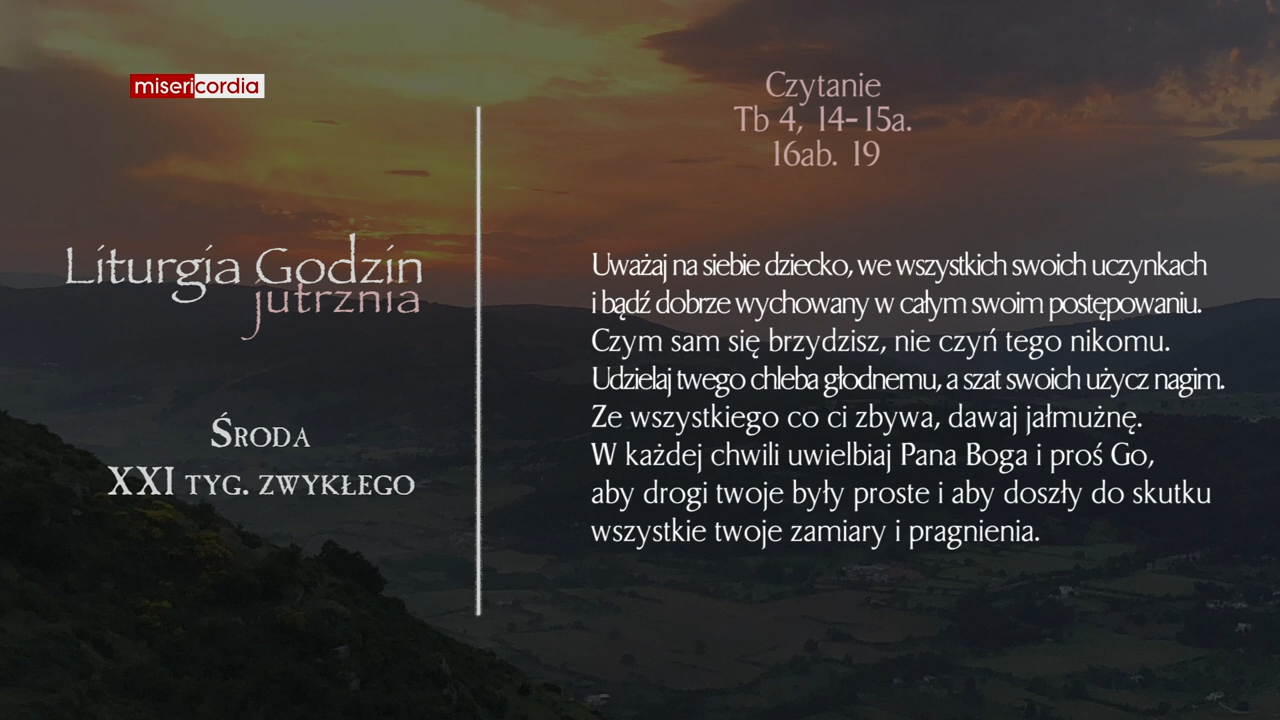 misericordia
Liturgia Godzin
jutrznia
Środa
XXI tyg. zwykłego
Czytanie
Tb 4, 14-15a.
16ab. 19
Uważaj na siebie dziecko, we wszystkich swoich uczynkach
i bądź dobrze wychowany w całym swoim postępowaniu.
Czym sam się brzydzisz, nie czyń tego nikomu.
Udzielaj twego chleba głodnemu, a szat swoich użycz nagim.
Ze wszystkiego co ci zbywa, dawaj jałmużnę.
W każdej chwili uwielbiaj Pana Boga i proś Go,
aby drogi twoje były proste i aby doszły do skutku
wszystkie twoje zamiary i pragnienia.